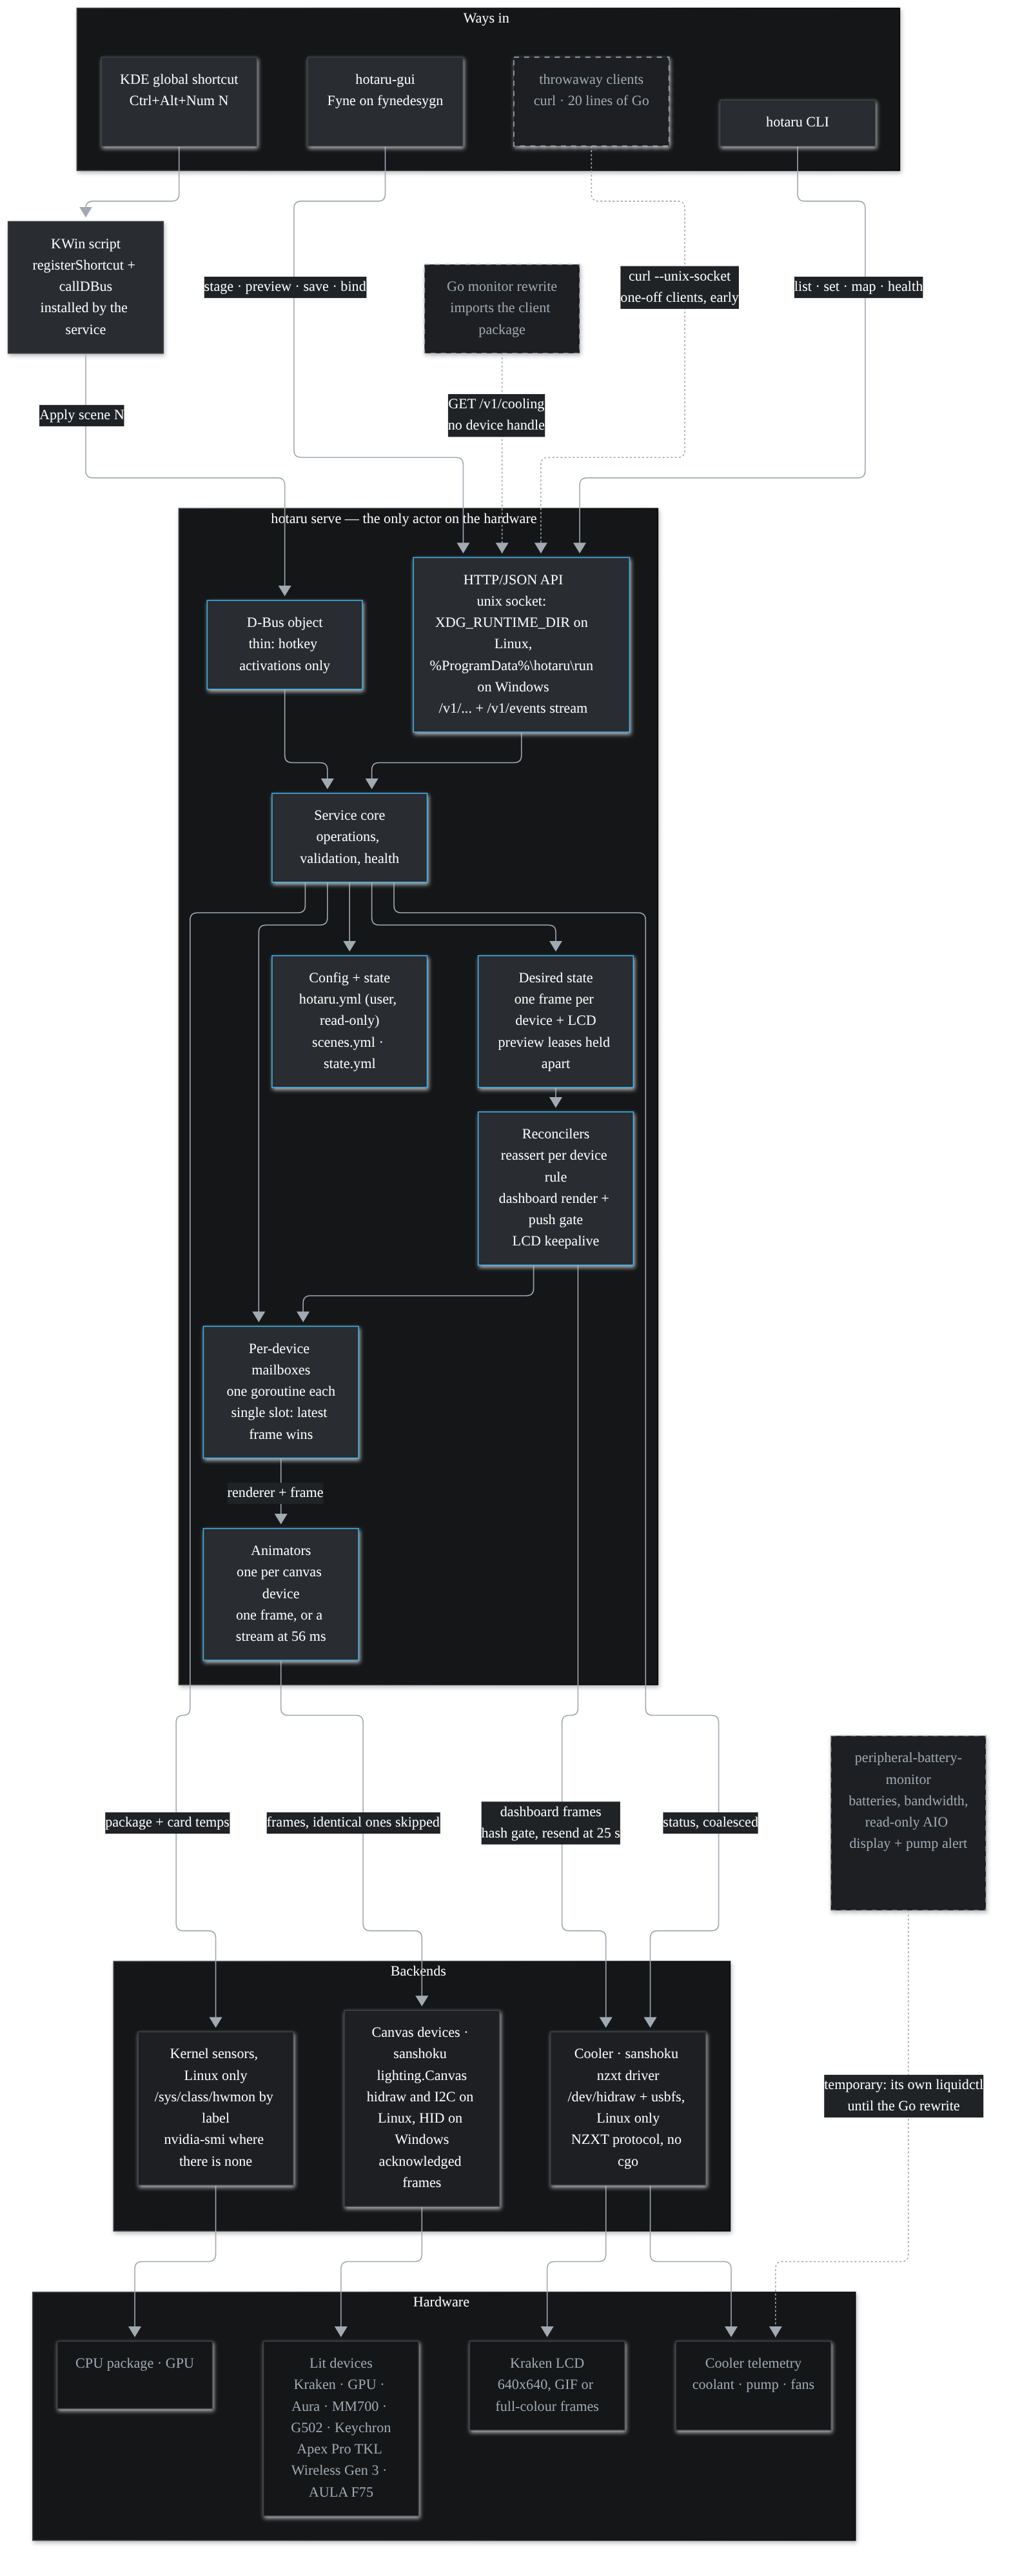 Ways in
KDE global shortcut
Ctrl+Alt+Num N
hotaru-gui
Fyne on fynedesygn
throwaway clients
curl · 20 lines of Go
hotaru CLI
KWin script
registerShortcut +
callDBus
installed by the
service
stage · preview · save · bind
Go monitor rewrite
imports the client
package
curl --unix-socket
one-off clients, early
list · set · map · health
Apply scene N
GET /v1/cooling
no device handle
hotaru serve — the only actor on the hardware
D-Bus object
thin: hotkey
activations only
HTTP/JSON API
unix socket:
XDG_RUNTIME_DIR on
Linux,
%ProgramData%\hotaru\run
on Windows
/v1/... + /v1/events stream
Service core
operations,
validation, health
Config + state
hotaru.yml (user,
read-only)
scenes.yml ·
state.yml
Desired state
one frame per
device + LCD
preview leases held
apart
Reconcilers
reassert per device
rule
dashboard render +
push gate
LCD keepalive
Per-device
mailboxes
one goroutine each
single slot: latest
frame wins
renderer + frame
Animators
one per canvas
device
one frame, or a
stream at 56 ms
package + card temps
frames, identical ones skipped
dashboard frames
hash gate, resend at 25 s
status, coalesced
peripheral-battery-
monitor
batteries, bandwidth,
read-only AIO
display + pump alert
Backends
Kernel sensors,
Linux only
/sys/class/hwmon by
label
nvidia-smi where
there is none
Canvas devices ·
sanshoku
lighting.Canvas
hidraw and I2C on
Linux, HID on
Windows
acknowledged
frames
Cooler · sanshoku
nzxt driver
/dev/hidraw + usbfs,
Linux only
NZXT protocol, no
cgo
temporary: its own liquidctl
until the Go rewrite
Hardware
CPU package · GPU
Lit devices
Kraken · GPU ·
Aura · MM700 ·
G502 · Keychron
Apex Pro TKL
Wireless Gen 3 ·
AULA F75
Kraken LCD
640x640, GIF or
full-colour frames
Cooler telemetry
coolant · pump · fans